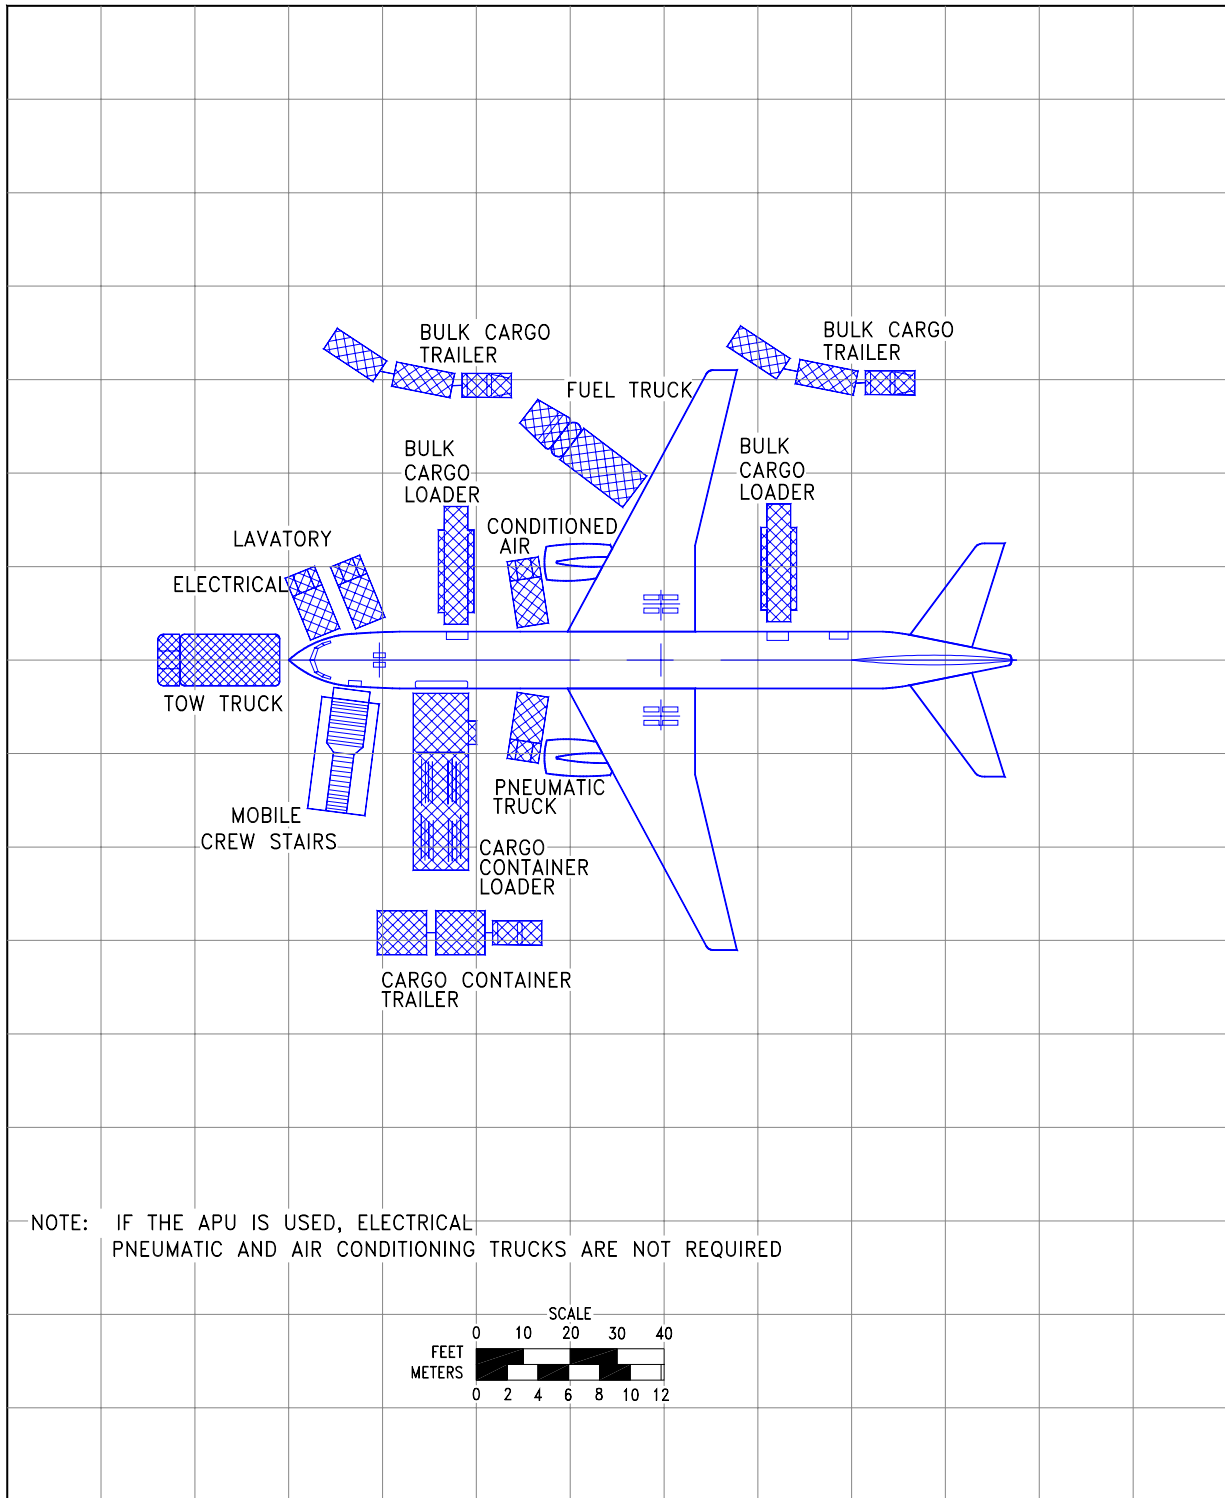 BULK CARGO
TRAILER
BULK CARGO
TRAILER
FUEL TRUCK
BULK
CARGO
LOADER
BULK
CARGO
LOADER
CONDITIONED
AIR
LAVATORY
ELECTRICAL
TOW TRUCK
MOBILE
CREW STAIRS
PNEUMATIC
TRUCK
CARGO
CONTAINER
LOADER
CARGO CONTAINER
TRAILER
NOTE: IF THE APU IS USED, ELECTRICAL
PNEUMATIC AND AIR CONDITIONING TRUCKS ARE NOT REQUIRED
SCALE
0 10 20 30 40
FEET
METERS
0 2 4 6 8 10 12